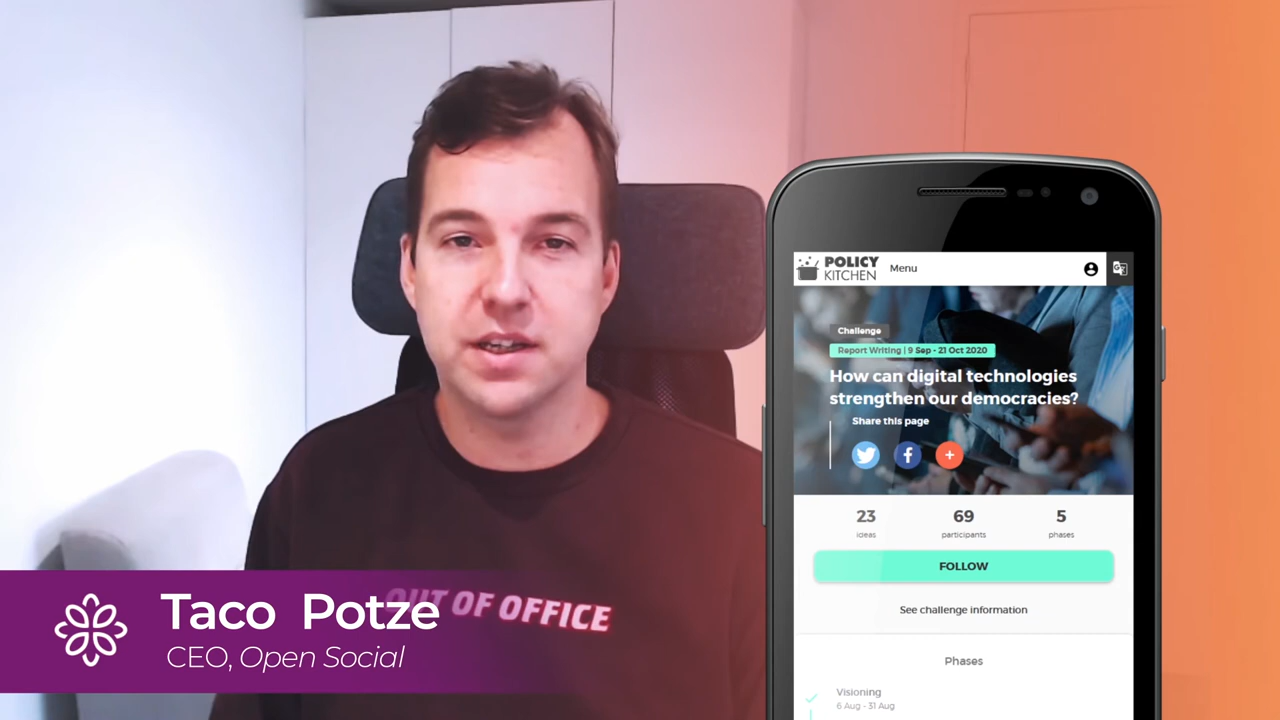 OUT OF OFFICE
Taco Potze
CEO, Open Social
POLICY
KITCHEN
Menu
Challenge
Report Writing | 9 Sep - 21 Oct 2020
How can digital technologies
strengthen our democracies?
Share this page
23 69 5
ideas participants phases
FOLLOW
See challenge information
Phases
Visioning
6 Aug - 31 Aug